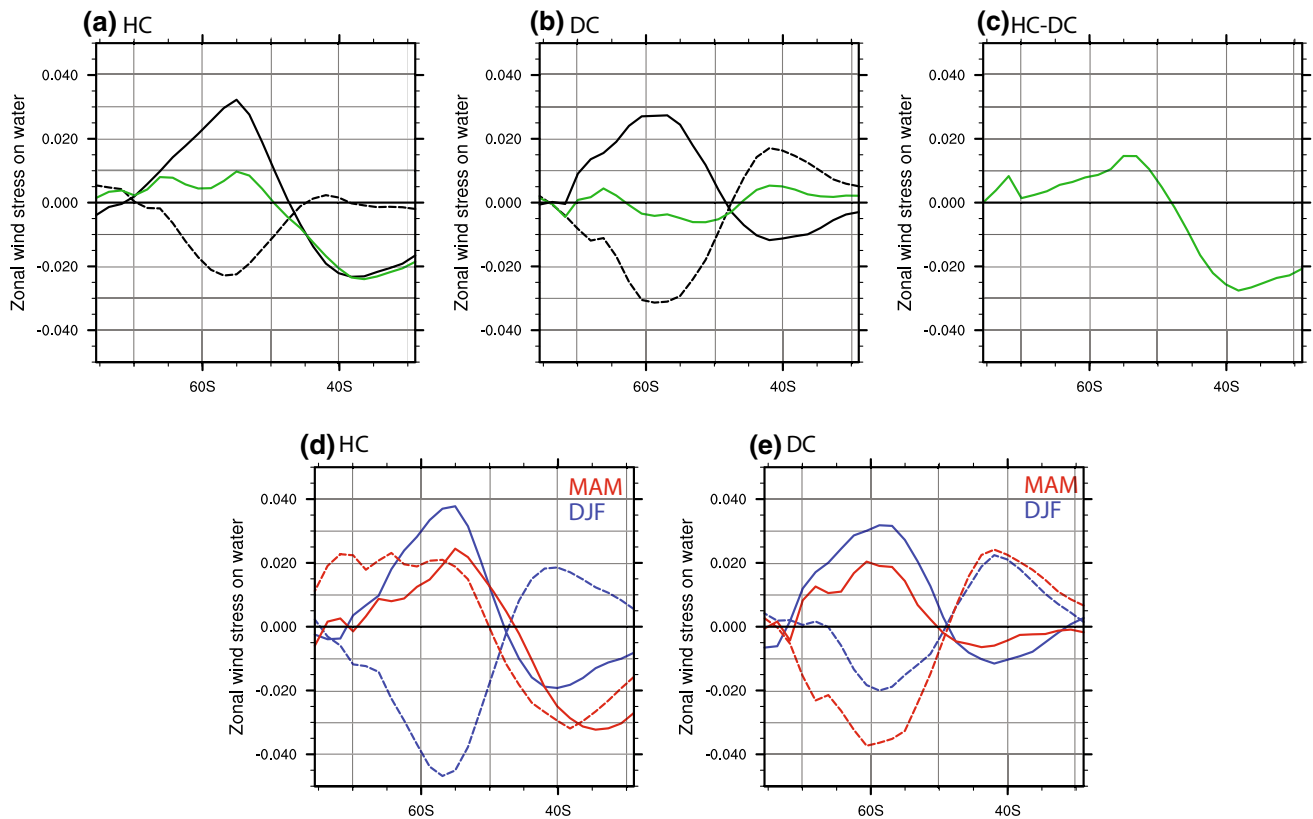 (a) HC
Zonal wind stress on water
0.040
0.020
0.000
-0.020
-0.040
60S
40S
(b) DC
Zonal wind stress on water
0.040
0.020
0.000
-0.020
-0.040
60S
40S
(c) HC-DC
Zonal wind stress on water
0.040
0.020
0.000
-0.020
-0.040
60S
40S
(d) HC
MAM
DJF
Zonal wind stress on water
0.040
0.020
0.000
-0.020
-0.040
60S
40S
(e) DC
MAM
DJF
Zonal wind stress on water
0.040
0.020
0.000
-0.020
-0.040
60S
40S